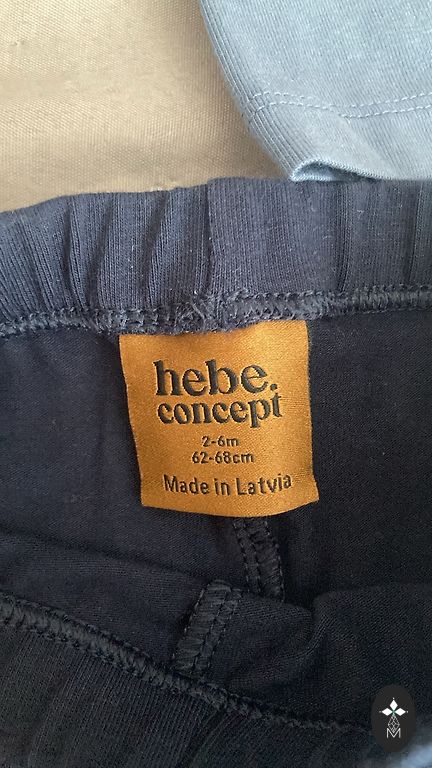 hebe.
concept
2-6m
62-68cm
Made in Latvia